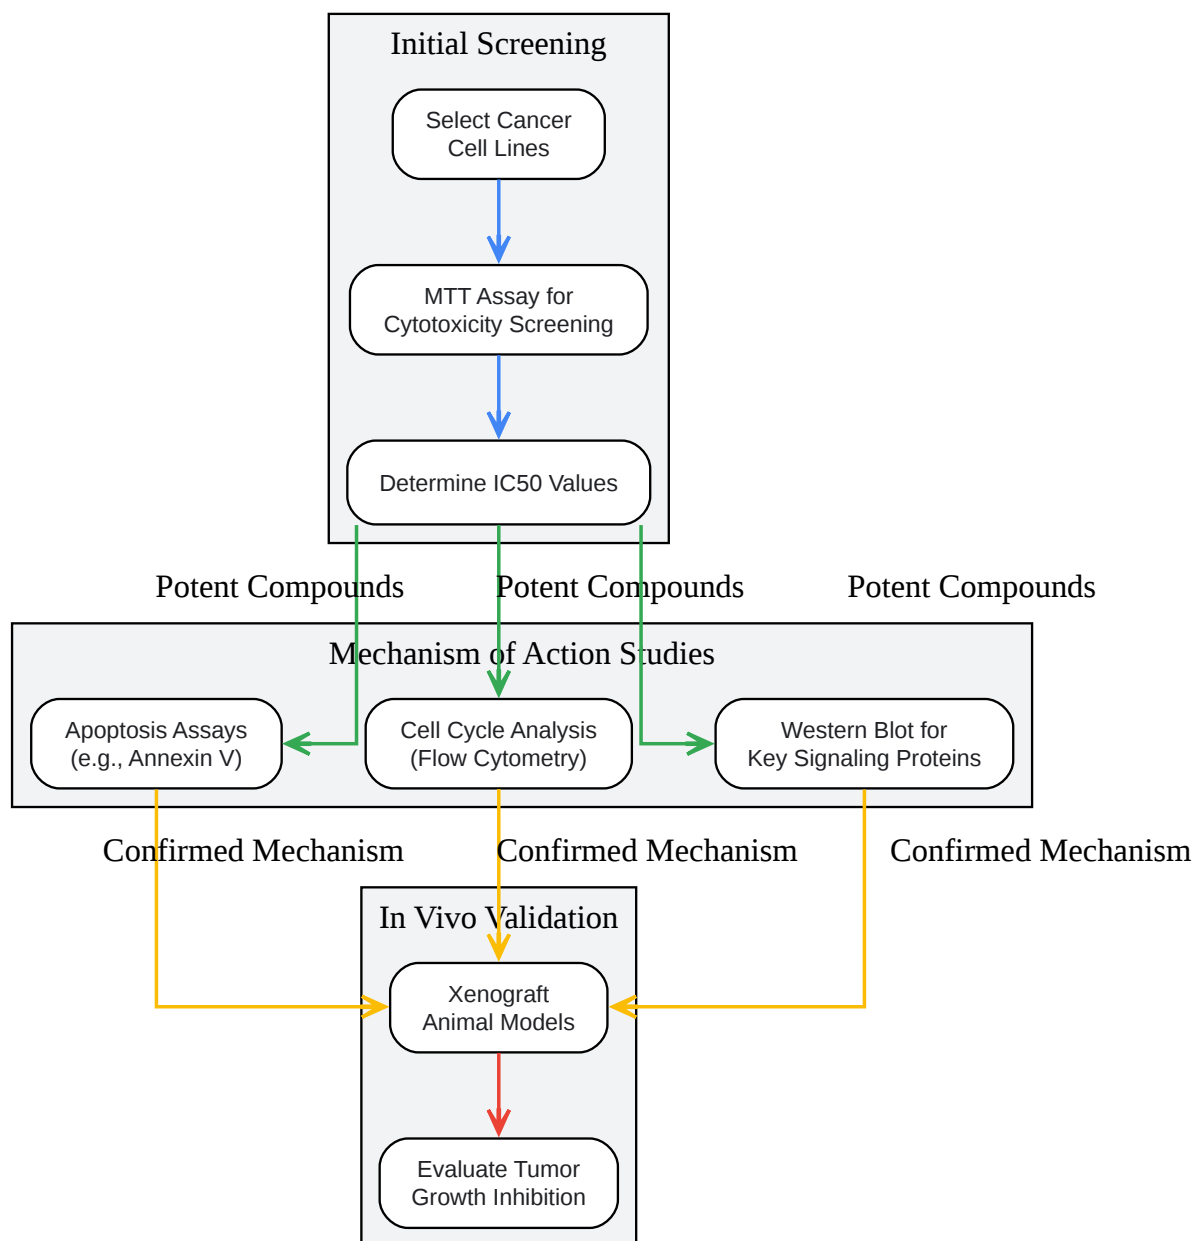 Initial Screening
Select Cancer
Cell Lines
MTT Assay for
Cytotoxicity Screening
Determine IC50 Values
Potent Compounds
Potent Compounds
Potent Compounds
Mechanism of Action Studies
Apoptosis Assays
(e.g., Annexin V)
Cell Cycle Analysis
(Flow Cytometry)
Western Blot for
Key Signaling Proteins
Confirmed Mechanism
Confirmed Mechanism
Confirmed Mechanism
In Vivo Validation
Xenograft
Animal Models
Evaluate Tumor
Growth Inhibition